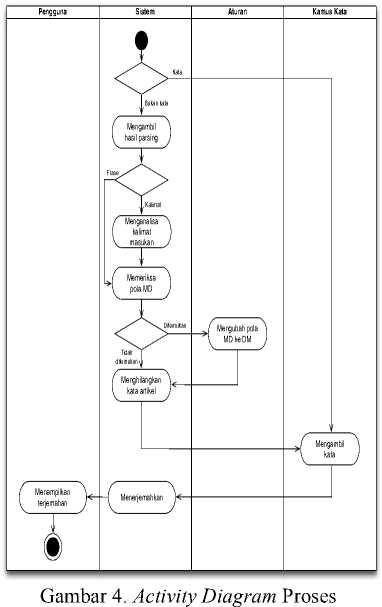 Pengguna
Sistem
Aturan
Kamus Kata
Kata
Bukan kata
Mengambil
hasil parsing
Frase
Kalimat
Menganalisa
kalimat
masukan
Memeriksa
pola MD
Ditemukan
Mengubah pola
MD ke DM
Tidak
ditemukan
Menghilangkan
kata artikel
Mengambil
kata
Menampilkan
terjemahan
Menerjemahkan
Gambar 4. Activity Diagram Proses